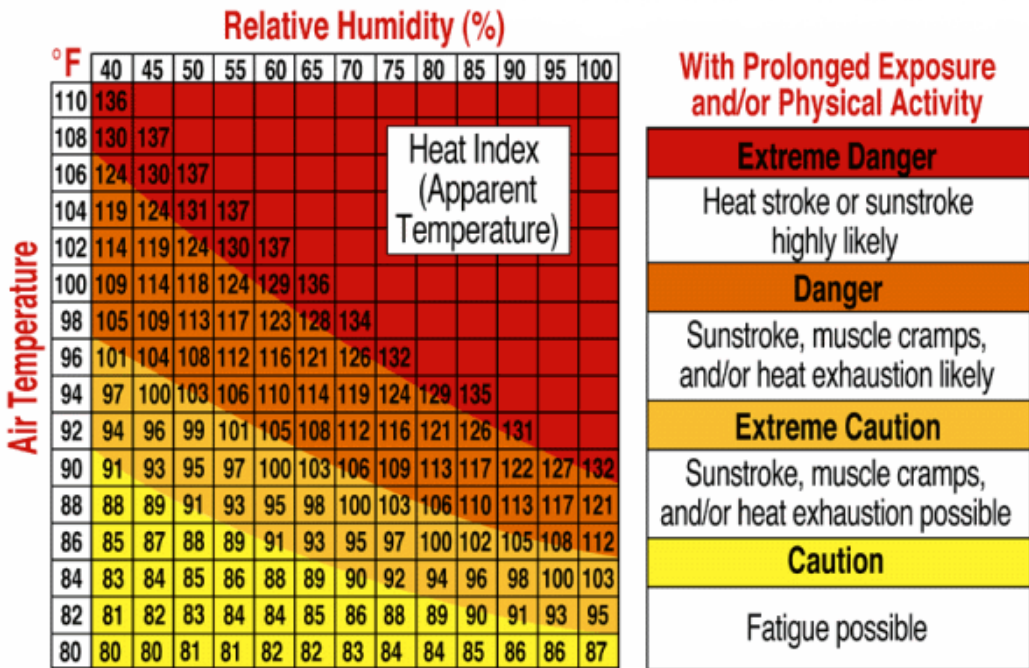 Relative Humidity (%)
°F 40 45 50 55 60 65 70 75 80 85 90 95 100
110 136
108 130 137
106 124 130 137
104 119 124 131 137
102 114 119 124 130 137
100 109 114 118 124 129 136
98 105 109 113 117 123 128 134
96 101 104 108 112 116 121 126 132
94 97 100 103 106 110 114 119 124 129 135
92 94 96 99 101 105 108 112 116 121 126 131
90 91 93 95 97 100 103 106 109 113 117 122 127 132
88 88 89 91 93 95 98 100 103 106 110 113 117 121
86 85 87 88 89 91 93 95 97 100 102 105 108 112
84 83 84 85 86 88 89 90 92 94 96 98 100 103
82 81 82 83 84 84 85 86 88 89 90 91 93 95
80 80 80 81 81 82 82 83 84 84 85 86 86 87
Air Temperature
Heat Index
(Apparent
Temperature)
With Prolonged Exposure
and/or Physical Activity
Extreme Danger
Heat stroke or sunstroke
highly likely
Danger
Sunstroke, muscle cramps,
and/or heat exhaustion likely
Extreme Caution
Sunstroke, muscle cramps,
and/or heat exhaustion possible
Caution
Fatigue possible